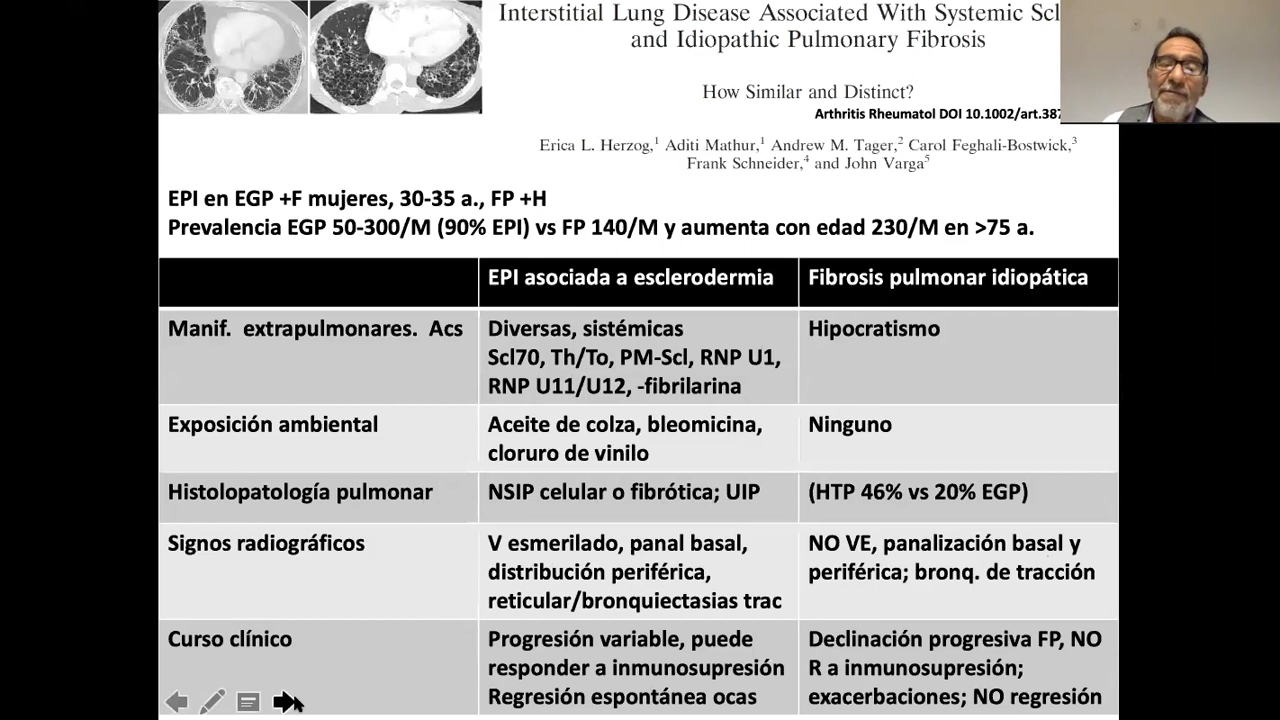 Interstitial Lung Disease Associated With Systemic Scl
and Idiopathic Pulmonary Fibrosis
How Similar and Distinct?
Arthritis Rheumatol DOI 10.1002/art.387
Erica L. Herzog,1 Aditi Mathur,1 Andrew M. Tager,2 Carol Feghali-Bostwick,3
Frank Schneider,4 and John Varga5
EPI en EGP +F mujeres, 30-35 a., FP +H
Prevalencia EGP 50-300/M (90% EPI) vs FP 140/M y aumenta con edad 230/M en >75 a.
EPI asociada a esclerodermia
Fibrosis pulmonar idiopática
Manif. extrapulmonares. Acs
Diversas, sistémicas
Scl70, Th/To, PM-Scl, RNP U1,
RNP U11/U12, -fibrilarina
Hipocratismo
Exposición ambiental
Aceite de colza, bleomicina,
cloruro de vinilo
Ninguno
Histolopatología pulmonar
NSIP celular o fibrótica; UIP
(HTP 46% vs 20% EGP)
Signos radiográficos
V esmerilado, panal basal,
distribución periférica,
reticular/bronquiectasias trac
NO VE, panalización basal y
periférica; bronq. de tracción
Curso clínico
Progresión variable, puede
responder a inmunosupresión
Regresión espontánea ocas
Declinación progresiva FP, NO
R a inmunosupresión;
exacerbaciones; NO regresión